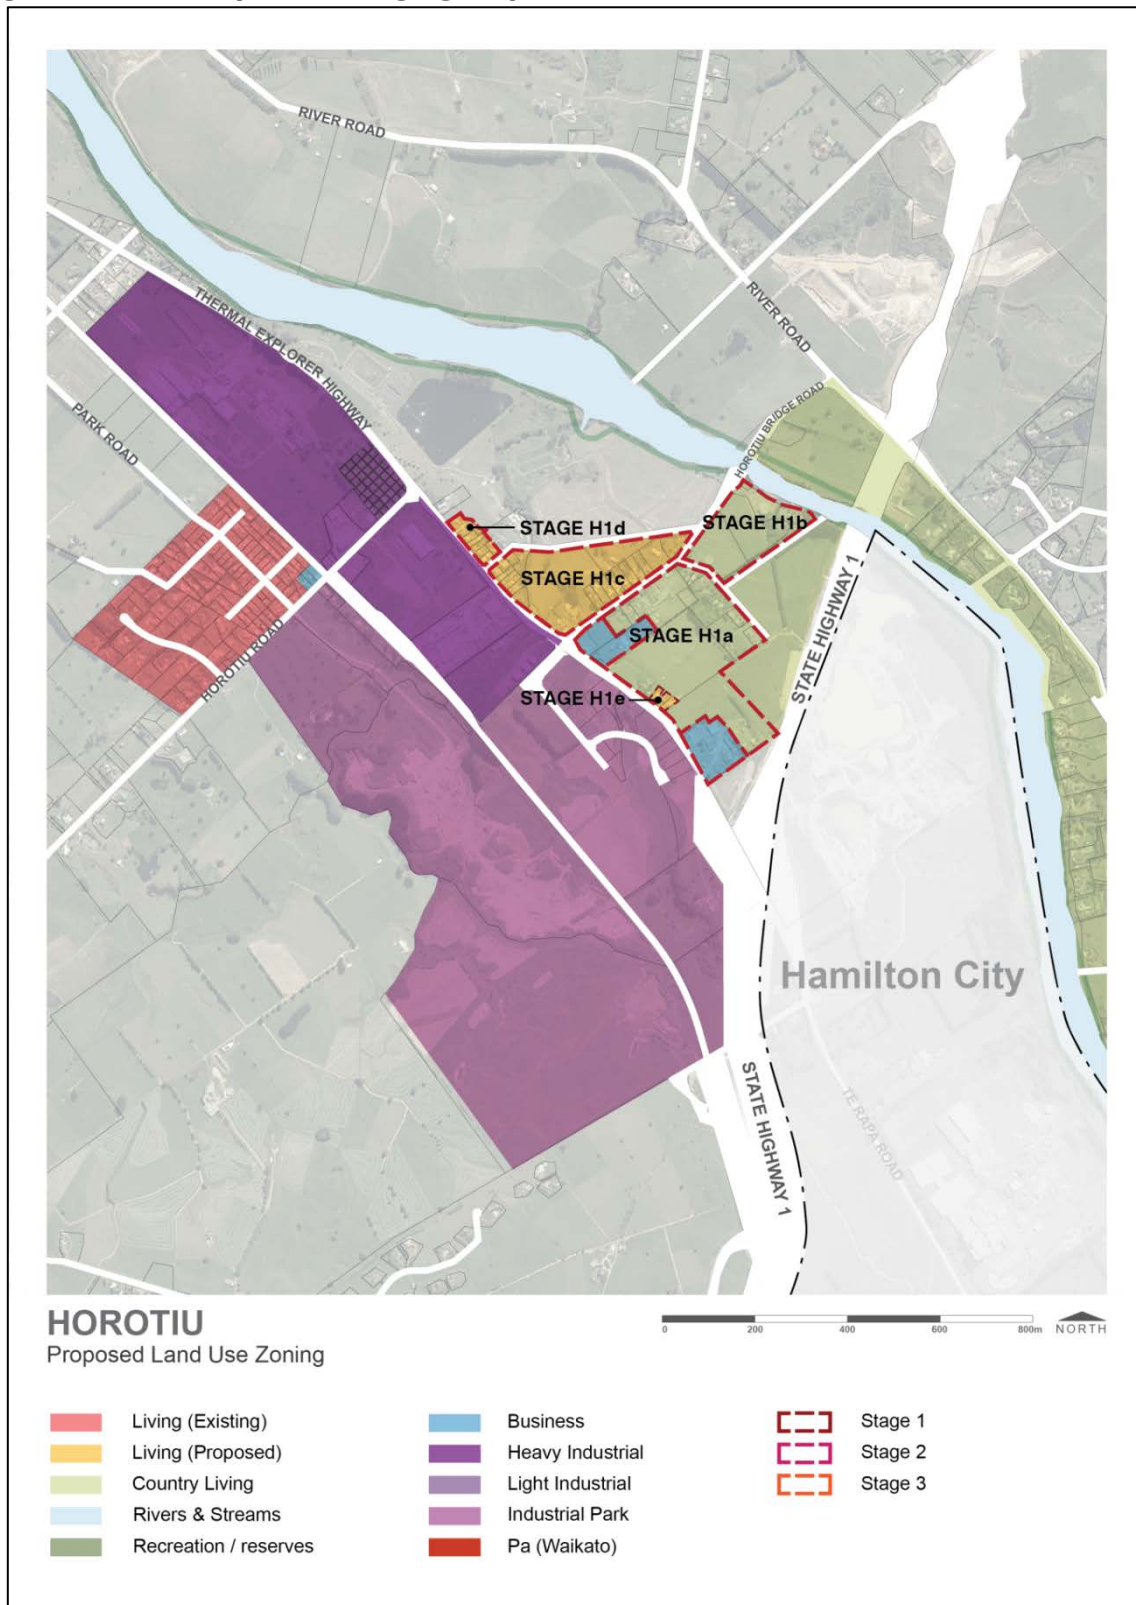 RIVER ROAD
THERMAL EXPLORER HIGHWAY
RIVER ROAD
PARK ROAD
HOROTIU BRIDGE ROAD
STAGE H1d
STAGE H1b
STAGE H1c
STAGE H1a
STATE HIGHWAY 1
HOROTIU ROAD
STAGE H1e
Hamilton City
STATE HIGHWAY 1
TE RAPA ROAD
HOROTIU
Proposed Land Use Zoning
0 200 400 600 800m
NORTH
Living (Existing)
Living (Proposed)
Country Living
Rivers & Streams
Recreation / reserves
Business
Heavy Industrial
Light Industrial
Industrial Park
Pa (Waikato)
Stage 1
Stage 2
Stage 3